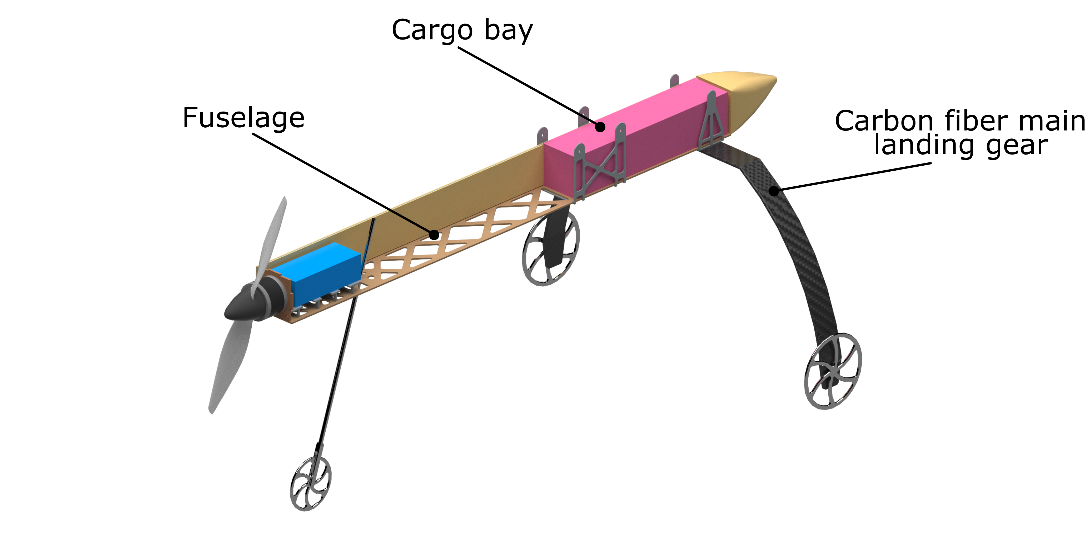 Cargo bay
Fuselage
Carbon fiber main
landing gear